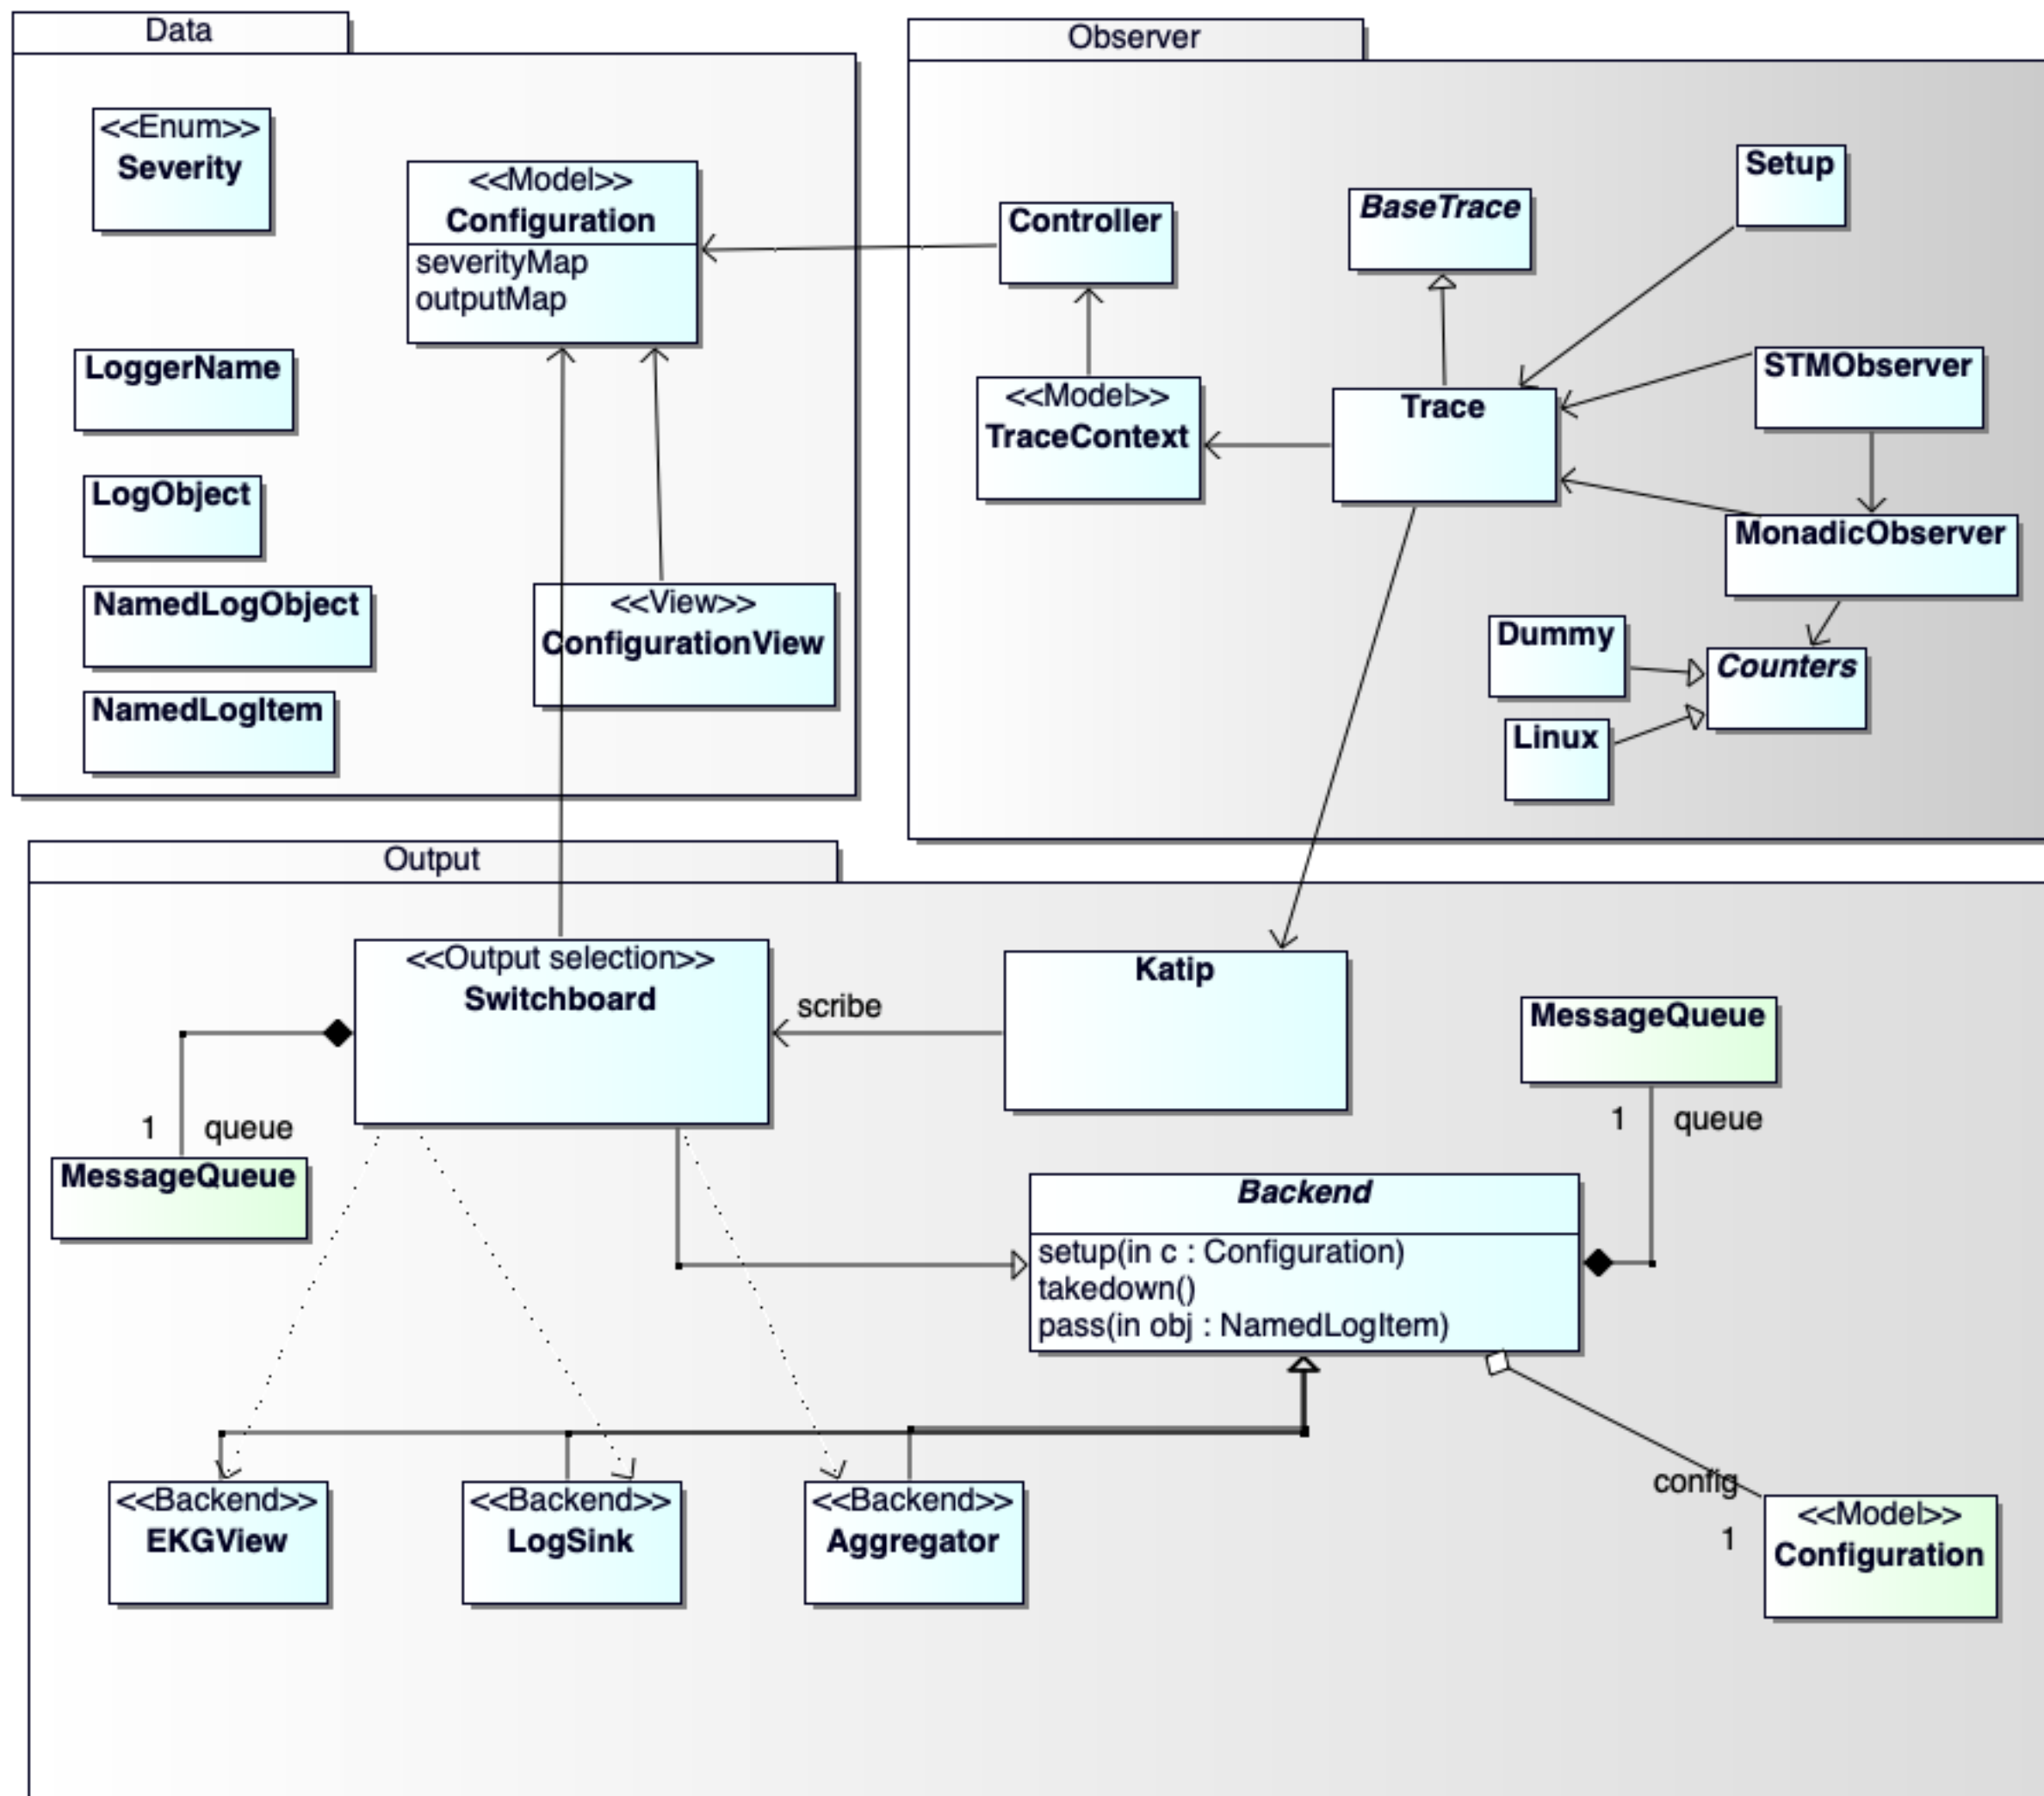 Data
<<Enum>>
Severity
<<Model>>
Configuration
severityMap
outputMap
LoggerName
LogObject
NamedLogObject
NamedLogItem
<<View>>
ConfigurationView
Observer
Controller
BaseTrace
Setup
<<Model>>
TraceContext
Trace
STMObserver
MonadicObserver
Dummy
Counters
Linux
Output
<<Output selection>>
Switchboard
scribe
Katip
MessageQueue
1 queue
1 queue
MessageQueue
Backend
setup(in c : Configuration)
takedown()
pass(in obj : NamedLogItem)
<<Backend>>
EKGView
<<Backend>>
LogSink
<<Backend>>
Aggregator
config
1
<<Model>>
Configuration